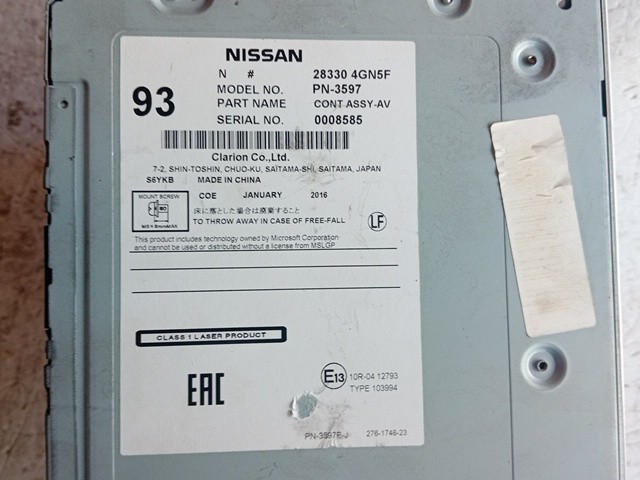 NISSAN
N # 28330 4GN5F
93
MODEL NO. PN-3597
PART NAME CONT ASSY-AV
SERIAL NO. 0008585
Clarion Co.,Ltd.
7-2, SHIN-TOSHIN, CHUO-KU, SAITAMA-SHI, SAITAMA, JAPAN
S6YKB MADE IN CHINA
MOUNT SCREW
COE JANUARY 2016
床に落とした場合は廃棄すること
TO THROW AWAY IN CASE OF FREE-FALL
LF
This product includes technology owned by Microsoft Corporation
and cannot be used or distributed without a license from MSLGP
CLASS 1 LASER PRODUCT
EAC
E13 10R-04 12793
TYPE 103994
PN-3597E-J 276-1746-23